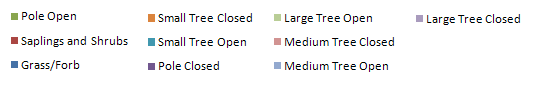 Pole Open
Small Tree Closed
Large Tree Open
Large Tree Closed
Saplings and Shrubs
Small Tree Open
Medium Tree Closed
Grass/Forb
Pole Closed
Medium Tree Open